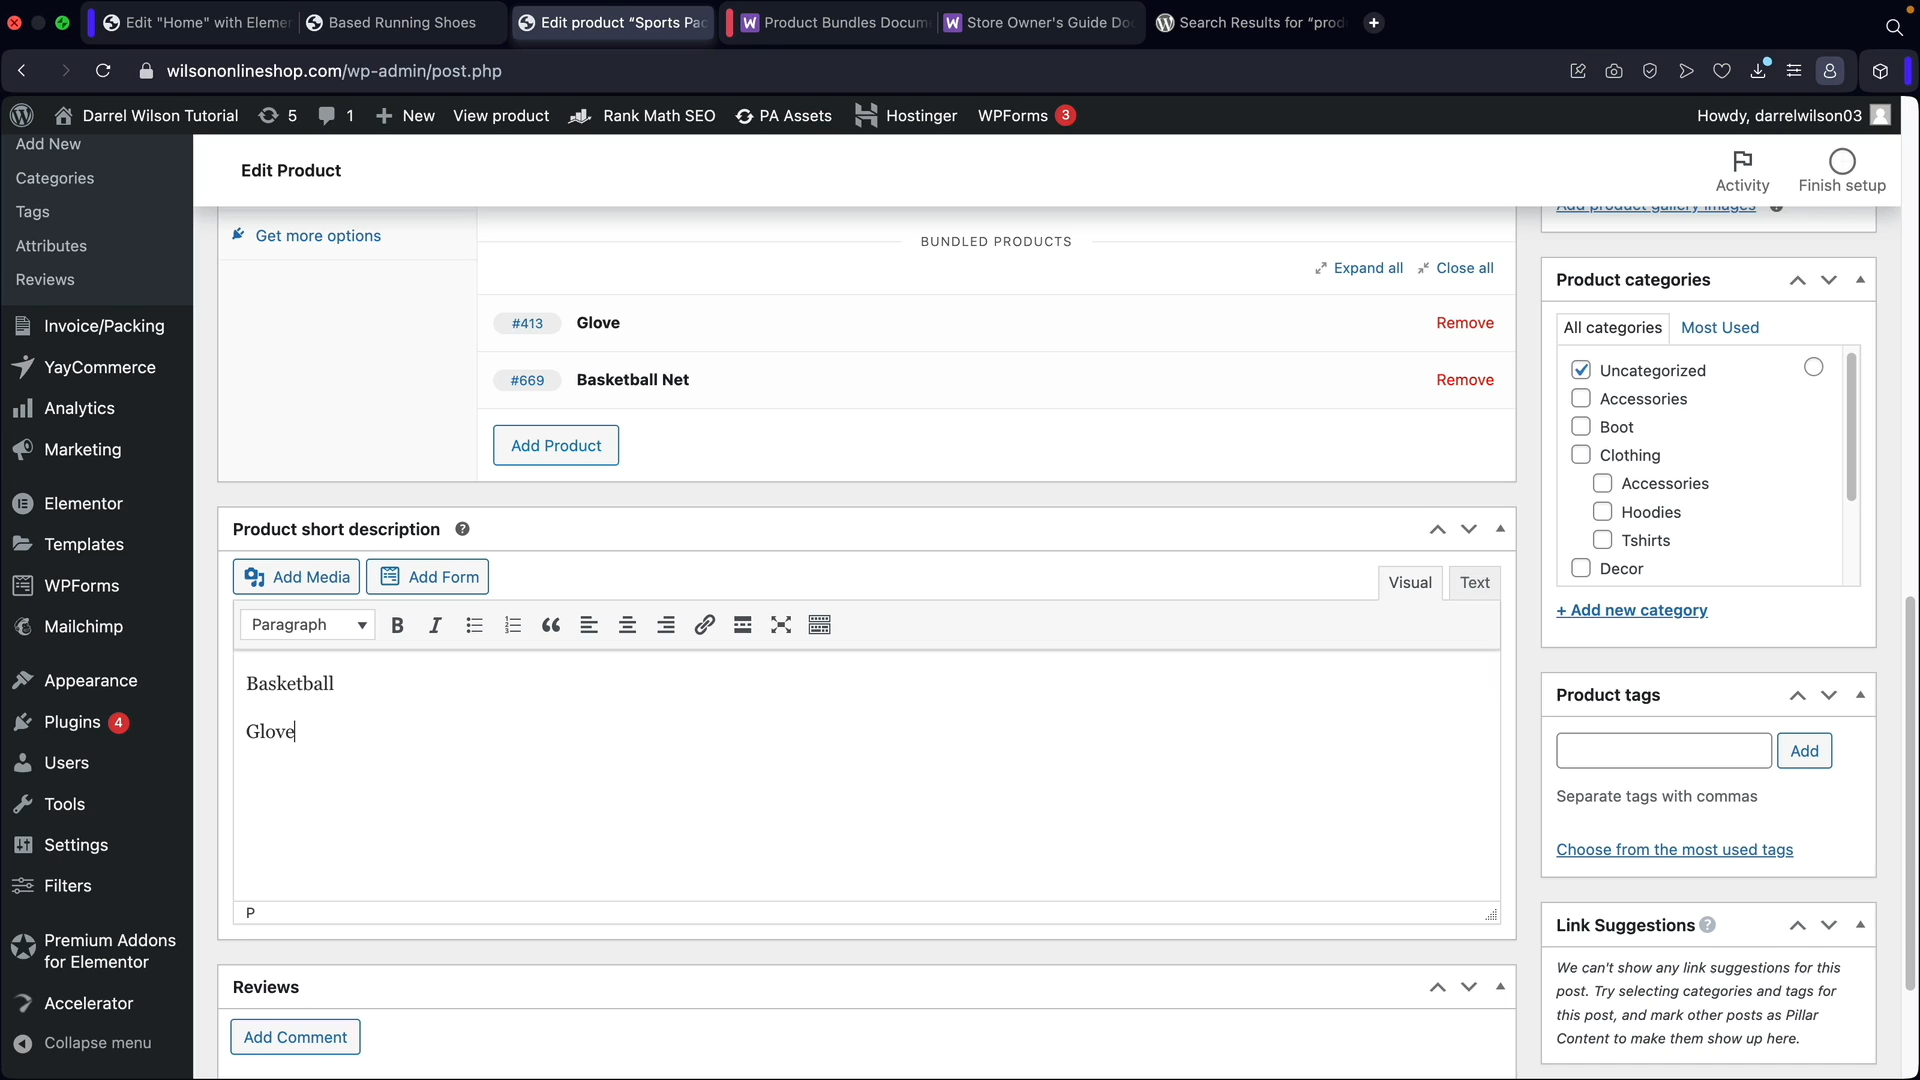 Edit "Home" with Elemen
Based Running Shoes
Edit product “Sports Pac
Product Bundles Docum
Store Owner's Guide Do
Search Results for “prod
wilsononlineshop.com/wp-admin/post.php
Darrel Wilson Tutorial
5
1
New
View product
Rank Math SEO
PA Assets
Hostinger
WPForms 3
Howdy, darrelwilson03
Add New
Categories
Tags
Attributes
Reviews
Invoice/Packing
YayCommerce
Analytics
Marketing
Elementor
Templates
WPForms
Mailchimp
Appearance
Plugins 4
Users
Tools
Settings
Filters
Premium Addons
for Elementor
Accelerator
Collapse menu
Edit Product
Activity
Finish setup
Get more options
BUNDLED PRODUCTS
Expand all
Close all
#413 Glove Remove
#669 Basketball Net Remove
Add Product
Product short description
Add Media
Add Form
Visual
Text
Paragraph
Basketball
Glove
P
Reviews
Add Comment
Add product gallery images
Product categories
All categories
Most Used
Uncategorized
Accessories
Boot
Clothing
Accessories
Hoodies
Tshirts
Decor
+ Add new category
Product tags
Add
Separate tags with commas
Choose from the most used tags
Link Suggestions
We can't show any link suggestions for this
post. Try selecting categories and tags for
this post, and mark other posts as Pillar
Content to make them show up here.